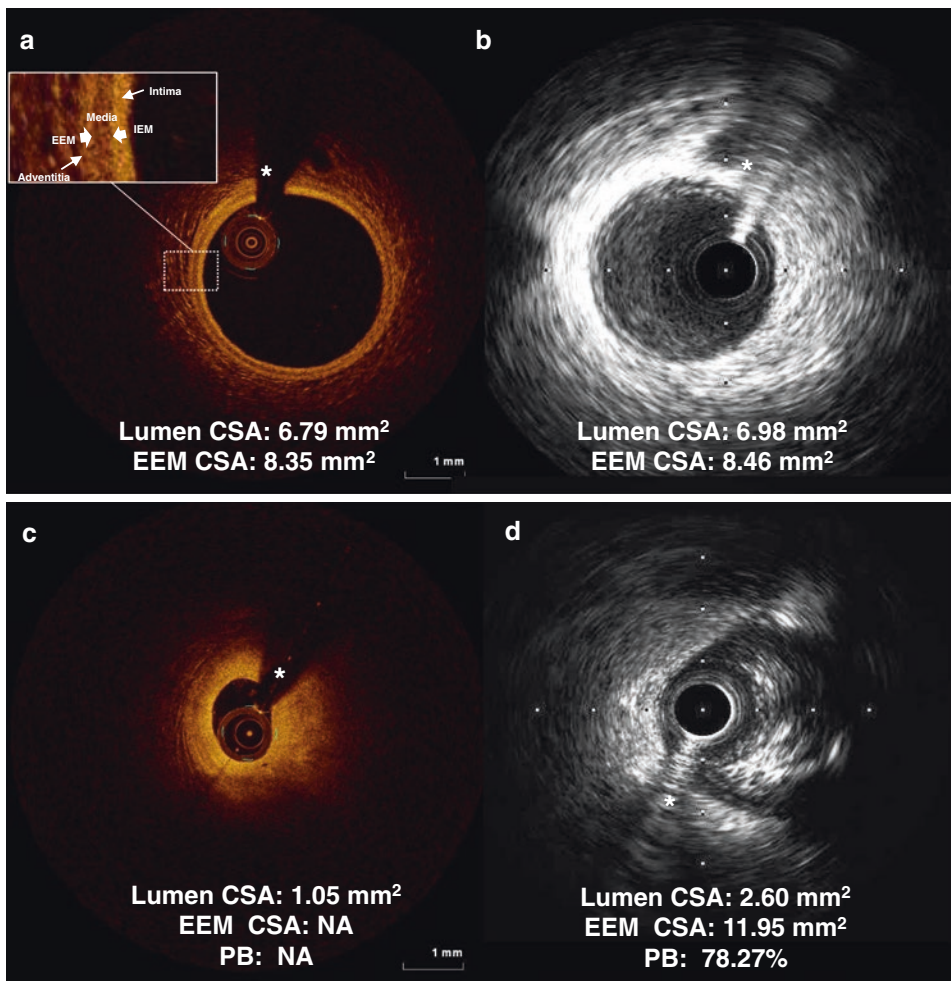 a
b
Intima
Media
EEM
IEM
Adventitia
*
*
Lumen CSA: 6.79 mm²
EEM CSA: 8.35 mm²
1 mm
Lumen CSA: 6.98 mm²
EEM CSA: 8.46 mm²
c
d
*
*
Lumen CSA: 1.05 mm²
EEM CSA: NA
PB: NA
1 mm
Lumen CSA: 2.60 mm²
EEM CSA: 11.95 mm²
PB: 78.27%